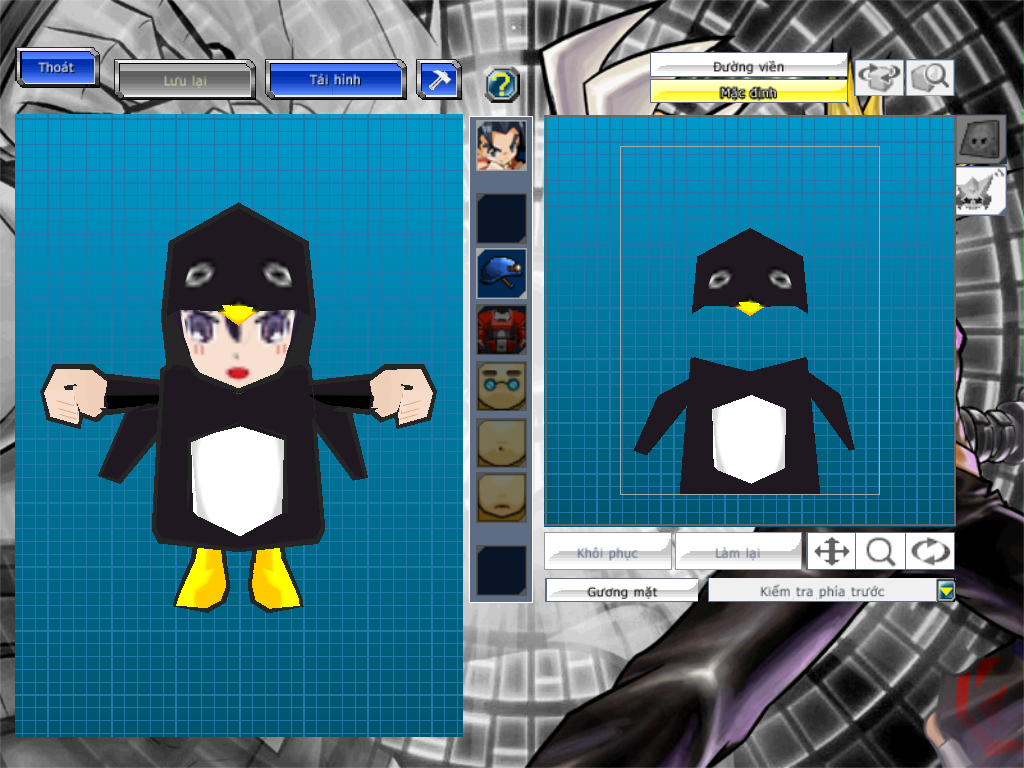 Thoát
Lưu lại
Tải hình
?
Đường viền
Mặc định
Khôi phục
Làm lại
Gương mặt
Kiểm tra phía trước